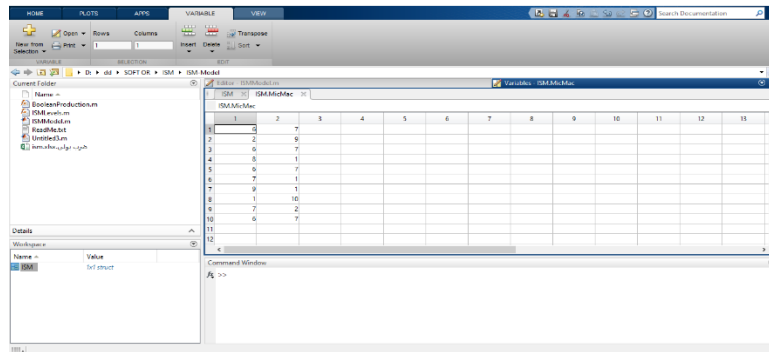 HOME PLOTS APPS VARIABLE VIEW
Search Documentation
New from Selection
Open Rows Columns
Print 1 1
Insert Delete
Transpose
Sort
VARIABLE SELECTION EDIT
D: dd SOFT OR ISM ISM Model
Current Folder
Name
BooleanProduction.m
ISMLevels.m
ISMModel.m
ReadMe.txt
Untitled3.m
Details
Workspace
Name Value
ISM 1x1 struct
Editor - ISMModel.m
Variables - ISM.MicMac
ISM ISM.MicMac
ISM.MicMac
1 2 3 4 5 6 7 8 9 10 11 12 13
1 9 7
2 2 9
3 6 7
4 8 1
5 6 7
6 7 1
7 9 1
8 1 10
9 7 2
10 6 7
11
12
Command Window
fx >>